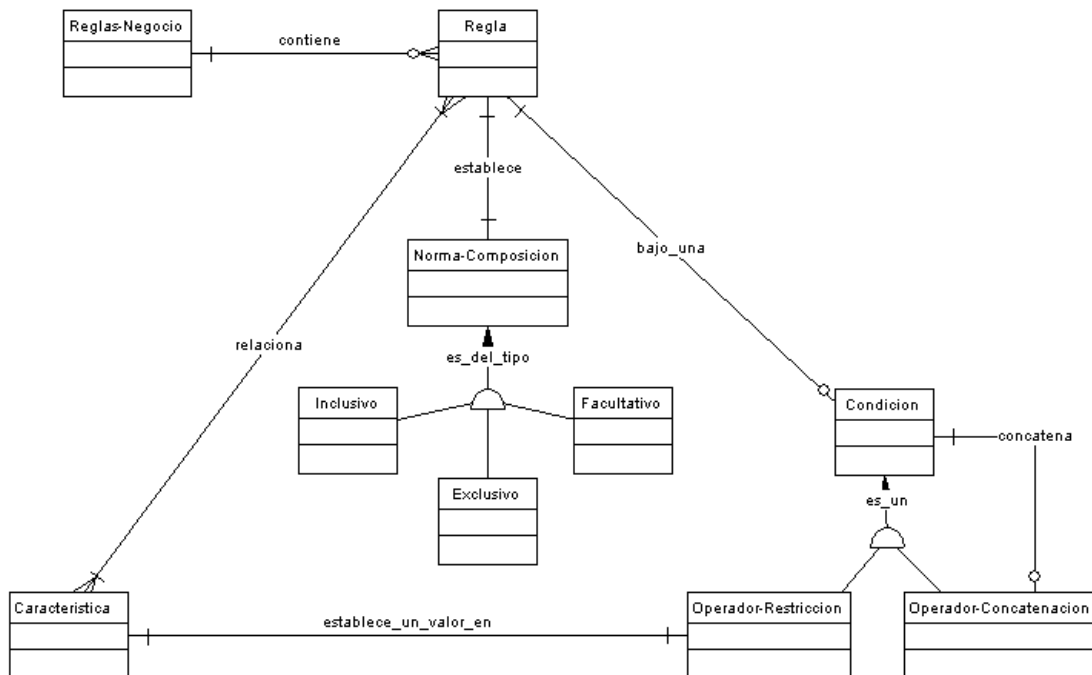 Reglas-Negocio
contiene
Regla
establece
Norma-Composicion
bajo_una
relaciona
es_del_tipo
Inclusivo
Facultativo
Condicion
concatena
Exclusivo
es_un
Caracteristica
establece_un_valor_en
Operador-Restriccion
Operador-Concatenacion